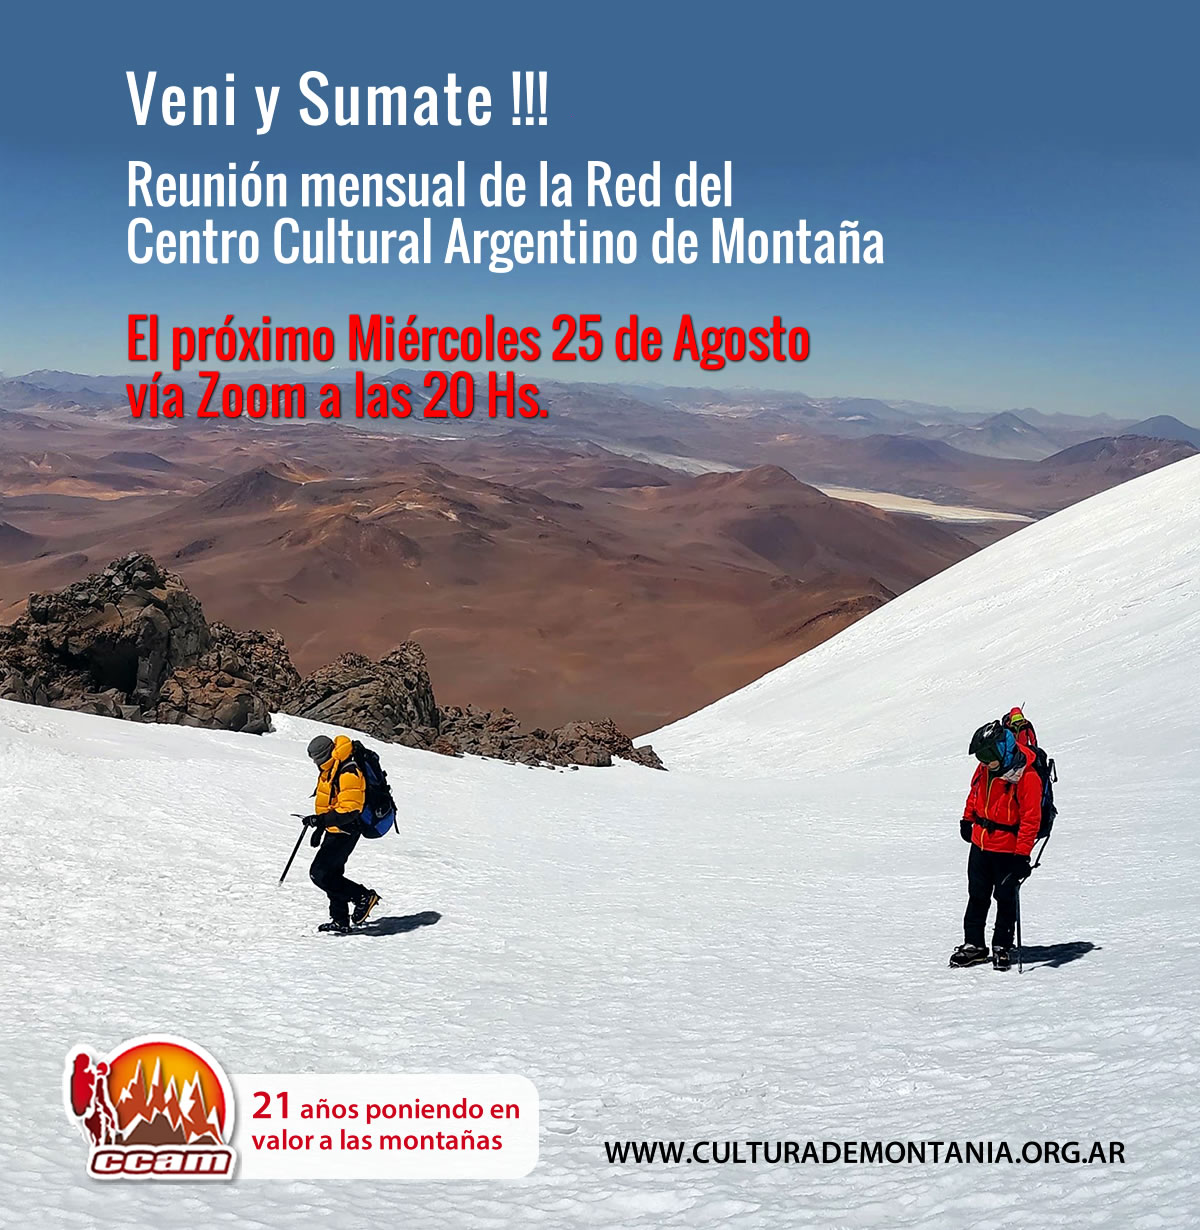 Veni y Sumate !!!
Reunión mensual de la Red del
Centro Cultural Argentino de Montaña
El próximo Miércoles 25 de Agosto
vía Zoom a las 20 Hs.
ccam
21 años poniendo en
valor a las montañas
WWW.CULTURADEMONTANIA.ORG.AR